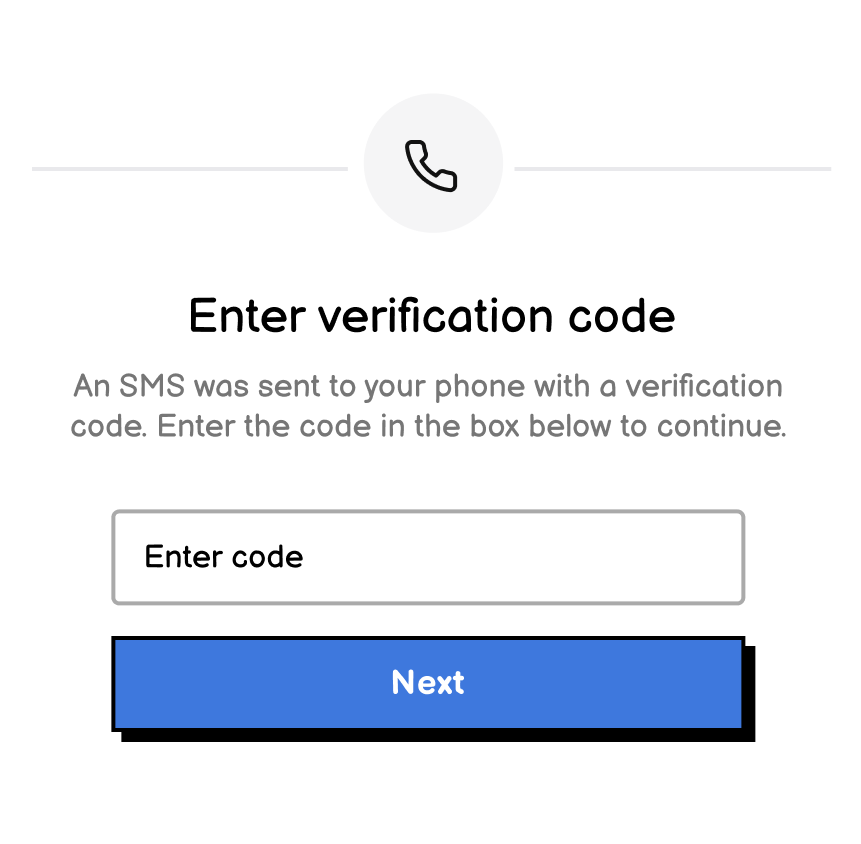 Enter verification code
An SMS was sent to your phone with a verification
code. Enter the code in the box below to continue.
Enter code
Next